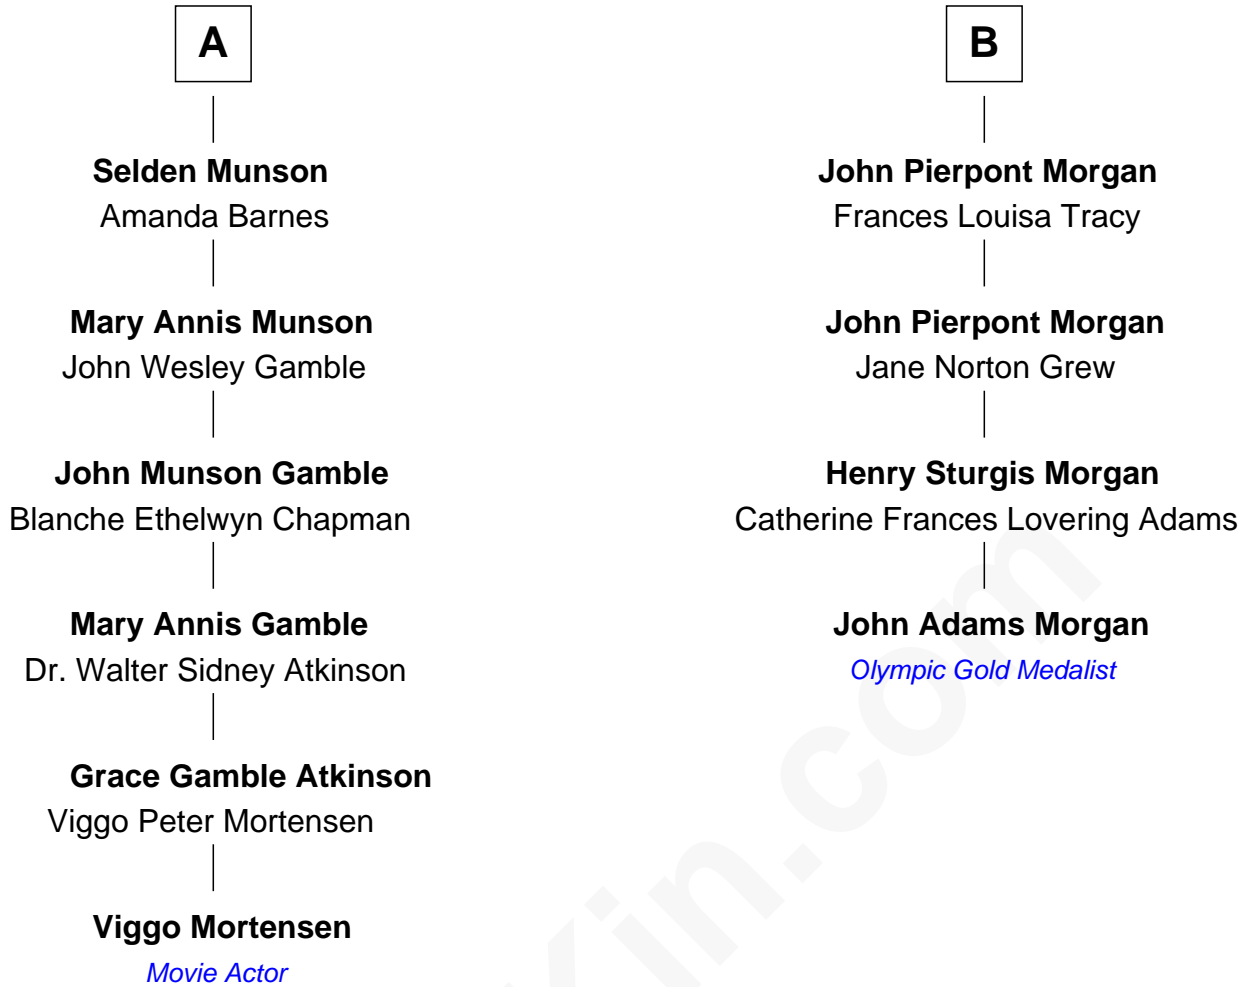 A
Selden Munson
Amanda Barnes
Mary Annis Munson
John Wesley Gamble
John Munson Gamble
Blanche Ethelwyn Chapman
Mary Annis Gamble
Dr. Walter Sidney Atkinson
Grace Gamble Atkinson
Viggo Peter Mortensen
Viggo Mortensen
Movie Actor
B
John Pierpont Morgan
Frances Louisa Tracy
John Pierpont Morgan
Jane Norton Grew
Henry Sturgis Morgan
Catherine Frances Lovering Adams
John Adams Morgan
Olympic Gold Medalist
Kin.com